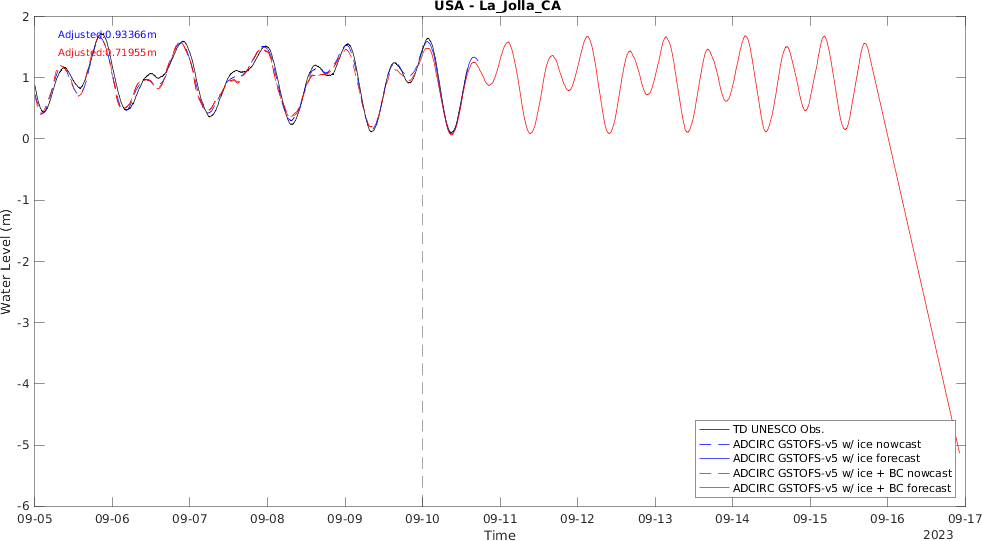 USA - La_Jolla_CA
Adjusted:0.93366m
Adjusted:0.71955m
2
1
0
-1
-2
-3
-4
-5
-6
Water Level (m)
TD UNESCO Obs.
ADCIRC GSTOFS-v5 w/ ice nowcast
ADCIRC GSTOFS-v5 w/ ice forecast
ADCIRC GSTOFS-v5 w/ ice + BC nowcast
ADCIRC GSTOFS-v5 w/ ice + BC forecast
09-05 09-06 09-07 09-08 09-09 09-10 09-11 09-12 09-13 09-14 09-15 09-16 09-17
Time
2023